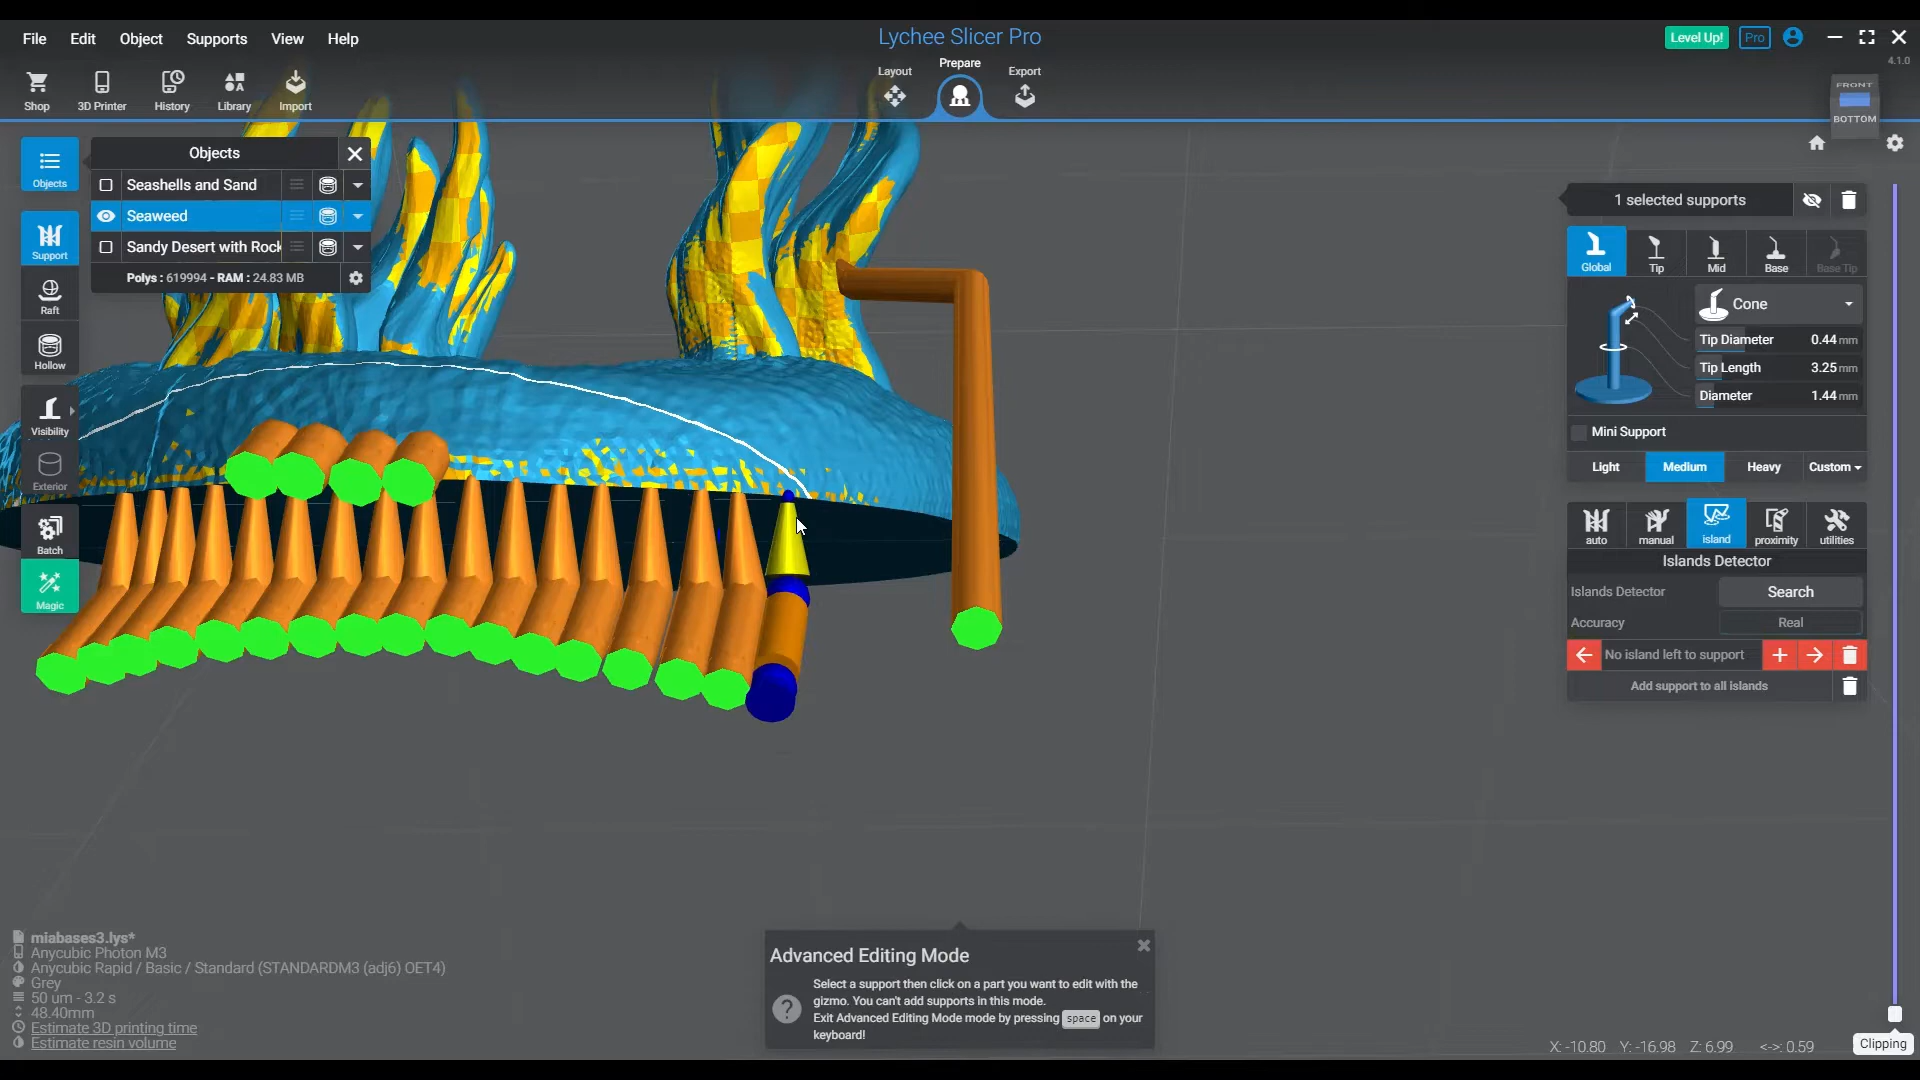 File Edit Object Supports View Help
Lychee Slicer Pro
Level Up! Pro
4.1.0
Shop 3D Printer History Library Import
Layout Prepare Export
FRONT
BOTTOM
Objects
Objects
Seashells and Sand
Seaweed
Sandy Desert with Rock
Polys : 619994 - RAM : 24.83 MB
Support
Raft
Hollow
Visibility
Exterior
Batch
Magic
1 selected supports
Global Tip Mid Base Base Tip
Cone
Tip Diameter 0.44 mm
Tip Length 3.25 mm
Diameter 1.44 mm
Mini Support
Light Medium Heavy Custom
auto manual island proximity utilities
Islands Detector
Islands Detector Search
Accuracy Real
No island left to support
Add support to all islands
miabases3.lys*
Anycubic Photon M3
Anycubic Rapid / Basic / Standard (STANDARDM3 (adj6) OET4)
Grey
50 um - 3.2 s
48.40mm
Estimate 3D printing time
Estimate resin volume
Advanced Editing Mode
Select a support then click on a part you want to edit with the
gizmo. You can't add supports in this mode.
Exit Advanced Editing Mode mode by pressing space on your
keyboard!
X: -10.80 Y: -16.98 Z: 6.99 <->: 0.59
Clipping